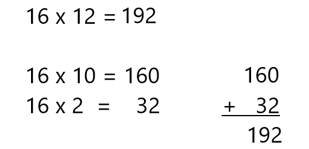 16 x 12 = 192
16 x 10 = 160
16 x 2 = 32
160
+ 32
192